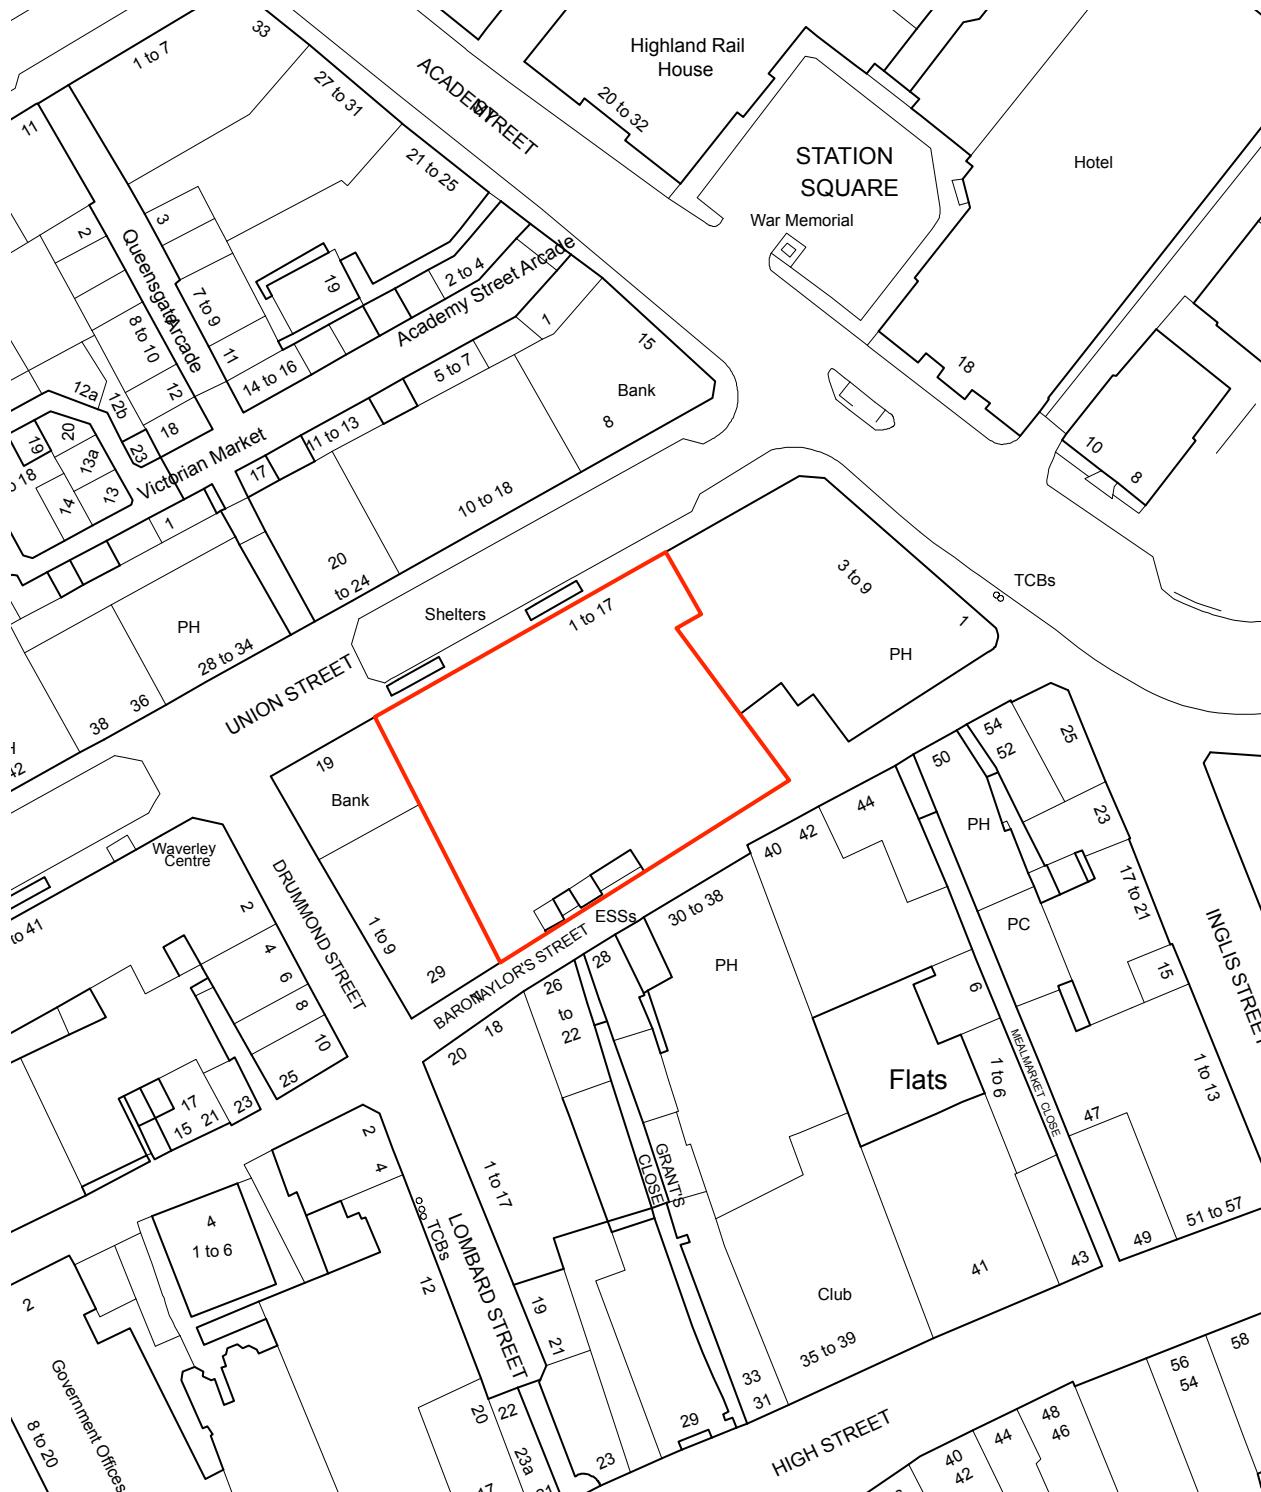 1 to 7
33
ACADEMY
STREET
Highland Rail
House
20 to 32
27 to 31
11
21 to 25
STATION
SQUARE
Hotel
War Memorial
3
2
Queensgate
Arcade
19
2 to 4
Academy Street Arcade
7 to 9
8 to 10
11
1
15
14 to 16
5 to 7
18
Bank
8
12a
12b
12
18
23
11 to 13
Victorian Market
17
19
20
13a
13
14
1
10 to 18
10
8
20
to 24
3 to 9
TCBs
1 to 17
Shelters
PH
28 to 34
1
PH
UNION STREET
36
38
42
19
Bank
54
52
50
25
44
42
40
PH
23
Waverley
Centre
DRUMMOND STREET
2
4
6
8
10
25
1 to 9
29
ESSs
30 to 38
BARON
TAYLOR'S STREET
28
26
to
22
18
20
PH
PC
17 to 21
15
INGLIS STREET
6
MEALMARKET CLOSE
1 to 6
Flats
1 to 13
47
to 41
17
15
21
23
2
4
GRANT'S
CLOSE
1 to 17
4
1 to 6
TCBs
LOMBARD STREET
12
51 to 57
49
43
41
2
Club
19
21
35 to 39
33
31
Government Offices
8 to 20
20
22
23a
29
23
HIGH STREET
58
56
54
48
46
44
40
42